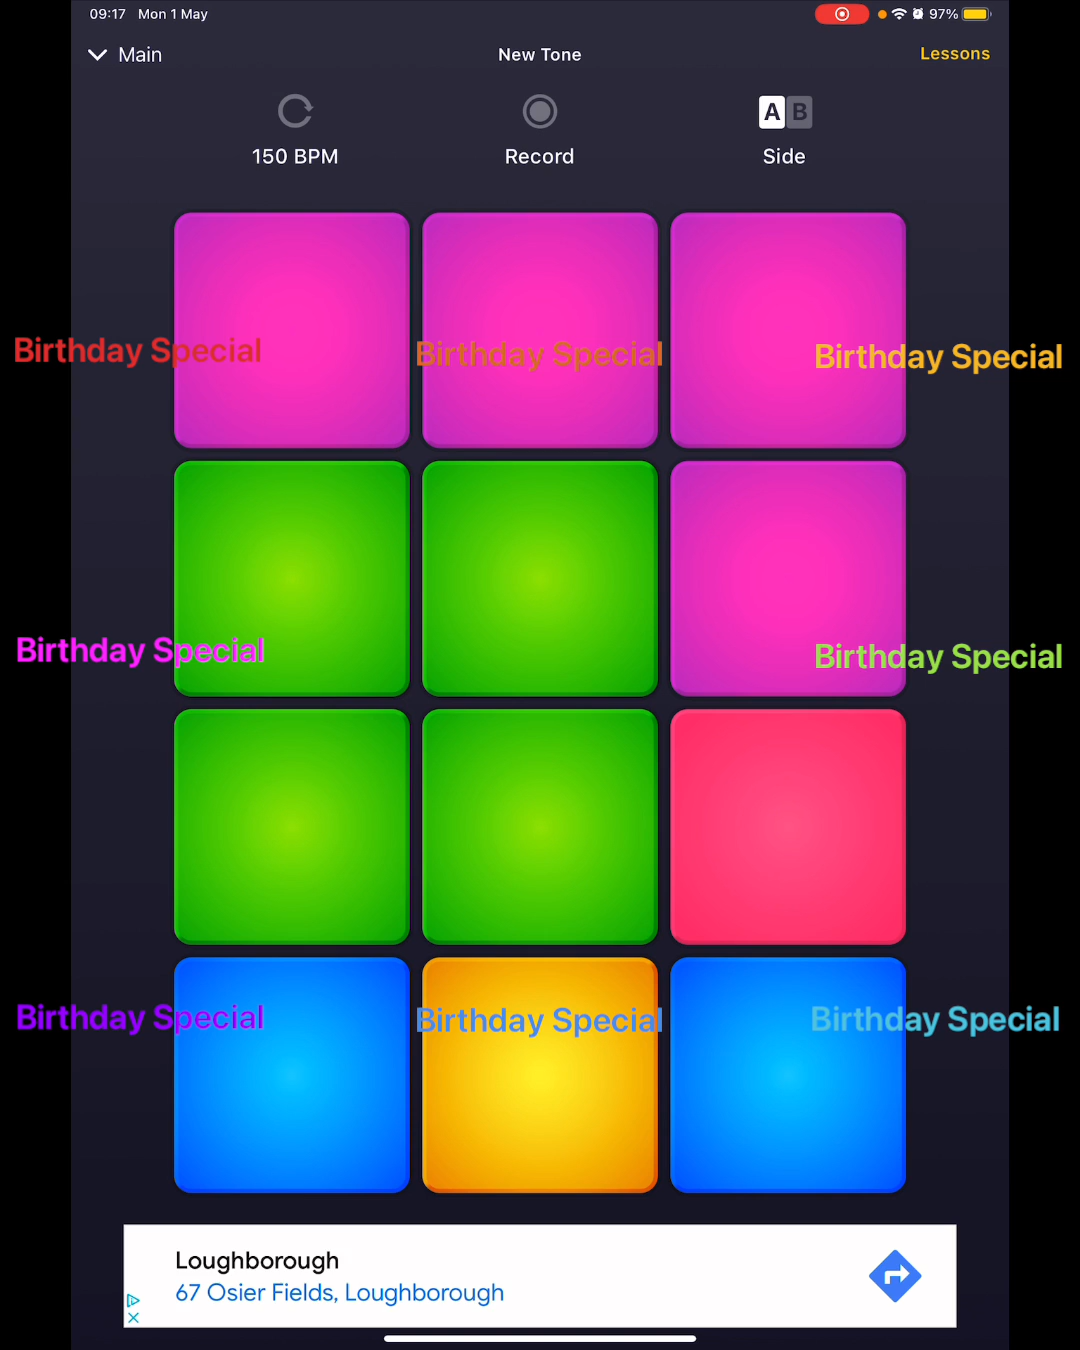 09:17 Mon 1 May 97%
Main New Tone Lessons
A B
150 BPM Record Side
Birthday Special Birthday Special Birthday Special
Birthday Special Birthday Special
Birthday Special Birthday Special Birthday Special
Loughborough
67 Osier Fields, Loughborough